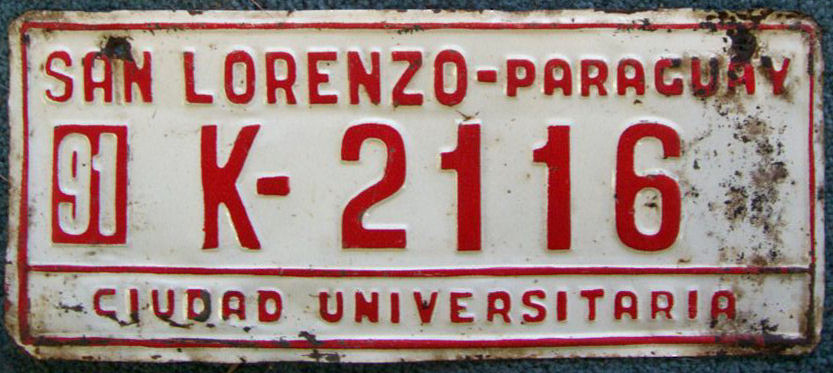 SAN LORENZO-PARAGUAY
91 K-2116
CIUDAD UNIVERSITARIA